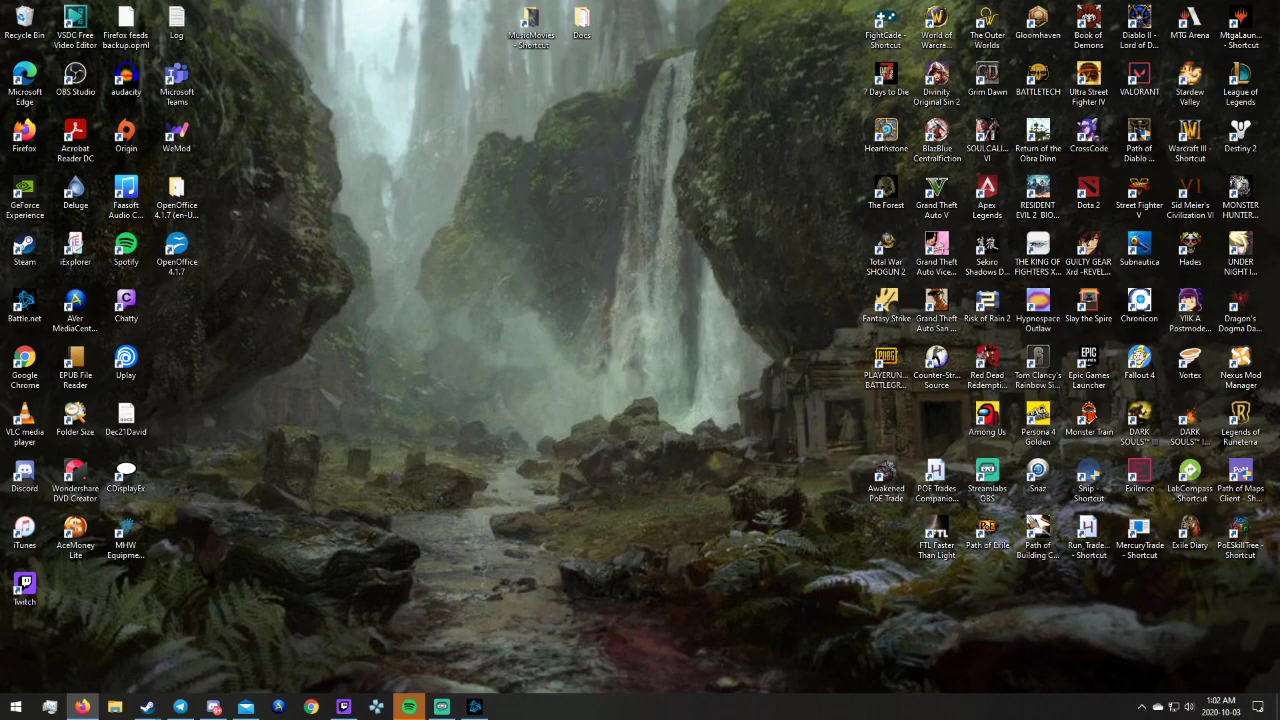 Recycle Bin
VSDC Free
Video Editor
Firefox feeds
backup.opml
Log
Microsoft
Edge
OBS Studio
audacity
Microsoft
Teams
Firefox
Acrobat
Reader DC
Origin
WeMod
GeForce
Experience
Deluge
Faasoft
Audio C...
OpenOffice
4.1.7 (en-U...
Steam
iExplorer
Spotify
OpenOffice
4.1.7
Battle.net
AVer
MediaCent...
Chatty
Google
Chrome
EPUB File
Reader
Uplay
VLC media
player
Folder Size
Dec21David
Discord
Wondershare
DVD Creator
CDisplayEx
iTunes
AceMoney
Lite
MHW
Equipme...
Twitch
MusicMovies
- Shortcut
Docs
FightCade -
Shortcut
World of
Warcra...
The Outer
Worlds
Gloomhaven
Book of
Demons
Diablo II -
Lord of D...
MTG Arena
MtgaLaun...
- Shortcut
7 Days to Die
Divinity
Original Sin 2
Grim Dawn
BATTLETECH
Ultra Street
Fighter IV
VALORANT
Stardew
Valley
League of
Legends
Hearthstone
BlazBlue
Centralfiction
SOULCALI...
VI
Return of the
Obra Dinn
CrossCode
Path of
Diablo ...
Warcraft III -
Shortcut
Destiny 2
The Forest
Grand Theft
Auto V
Apex
Legends
RESIDENT
EVIL 2 BIO...
Dota 2
Street Fighter
V
Sid Meier's
Civilization VI
MONSTER
HUNTER...
Total War
SHOGUN 2
Grand Theft
Auto Vice...
Sekiro
Shadows D...
THE KING OF
FIGHTERS X...
GUILTY GEAR
Xrd -REVEL...
Subnautica
Hades
UNDER
NIGHT I...
Fantasy Strike
Grand Theft
Auto San ...
Risk of Rain 2
Hypnospace
Outlaw
Slay the Spire
Chronicon
YIIK A
Postmode...
Dragon's
Dogma Da...
PLAYERUN...
BATTLEGR...
Counter-Str...
Source
Red Dead
Redempti...
Tom Clancy's
Rainbow Si...
Epic Games
Launcher
Fallout 4
Vortex
Nexus Mod
Manager
Among Us
Persona 4
Golden
Monster Train
DARK
SOULS™ III
DARK
SOULS™ I...
Legends of
Runeterra
Awakened
PoE Trade
POE Trades
Companio...
Streamlabs
OBS
Snaz
Snip -
Shortcut
Exilence
LabCompass
- Shortcut
Path of Maps
Client - Sh...
FTL Faster
Than Light
Path of Exile
Path of
Building C...
Run_Trade...
- Shortcut
MercuryTrade
- Shortcut
Exile Diary
PoESkillTree -
Shortcut
1:02 AM
2020-10-03